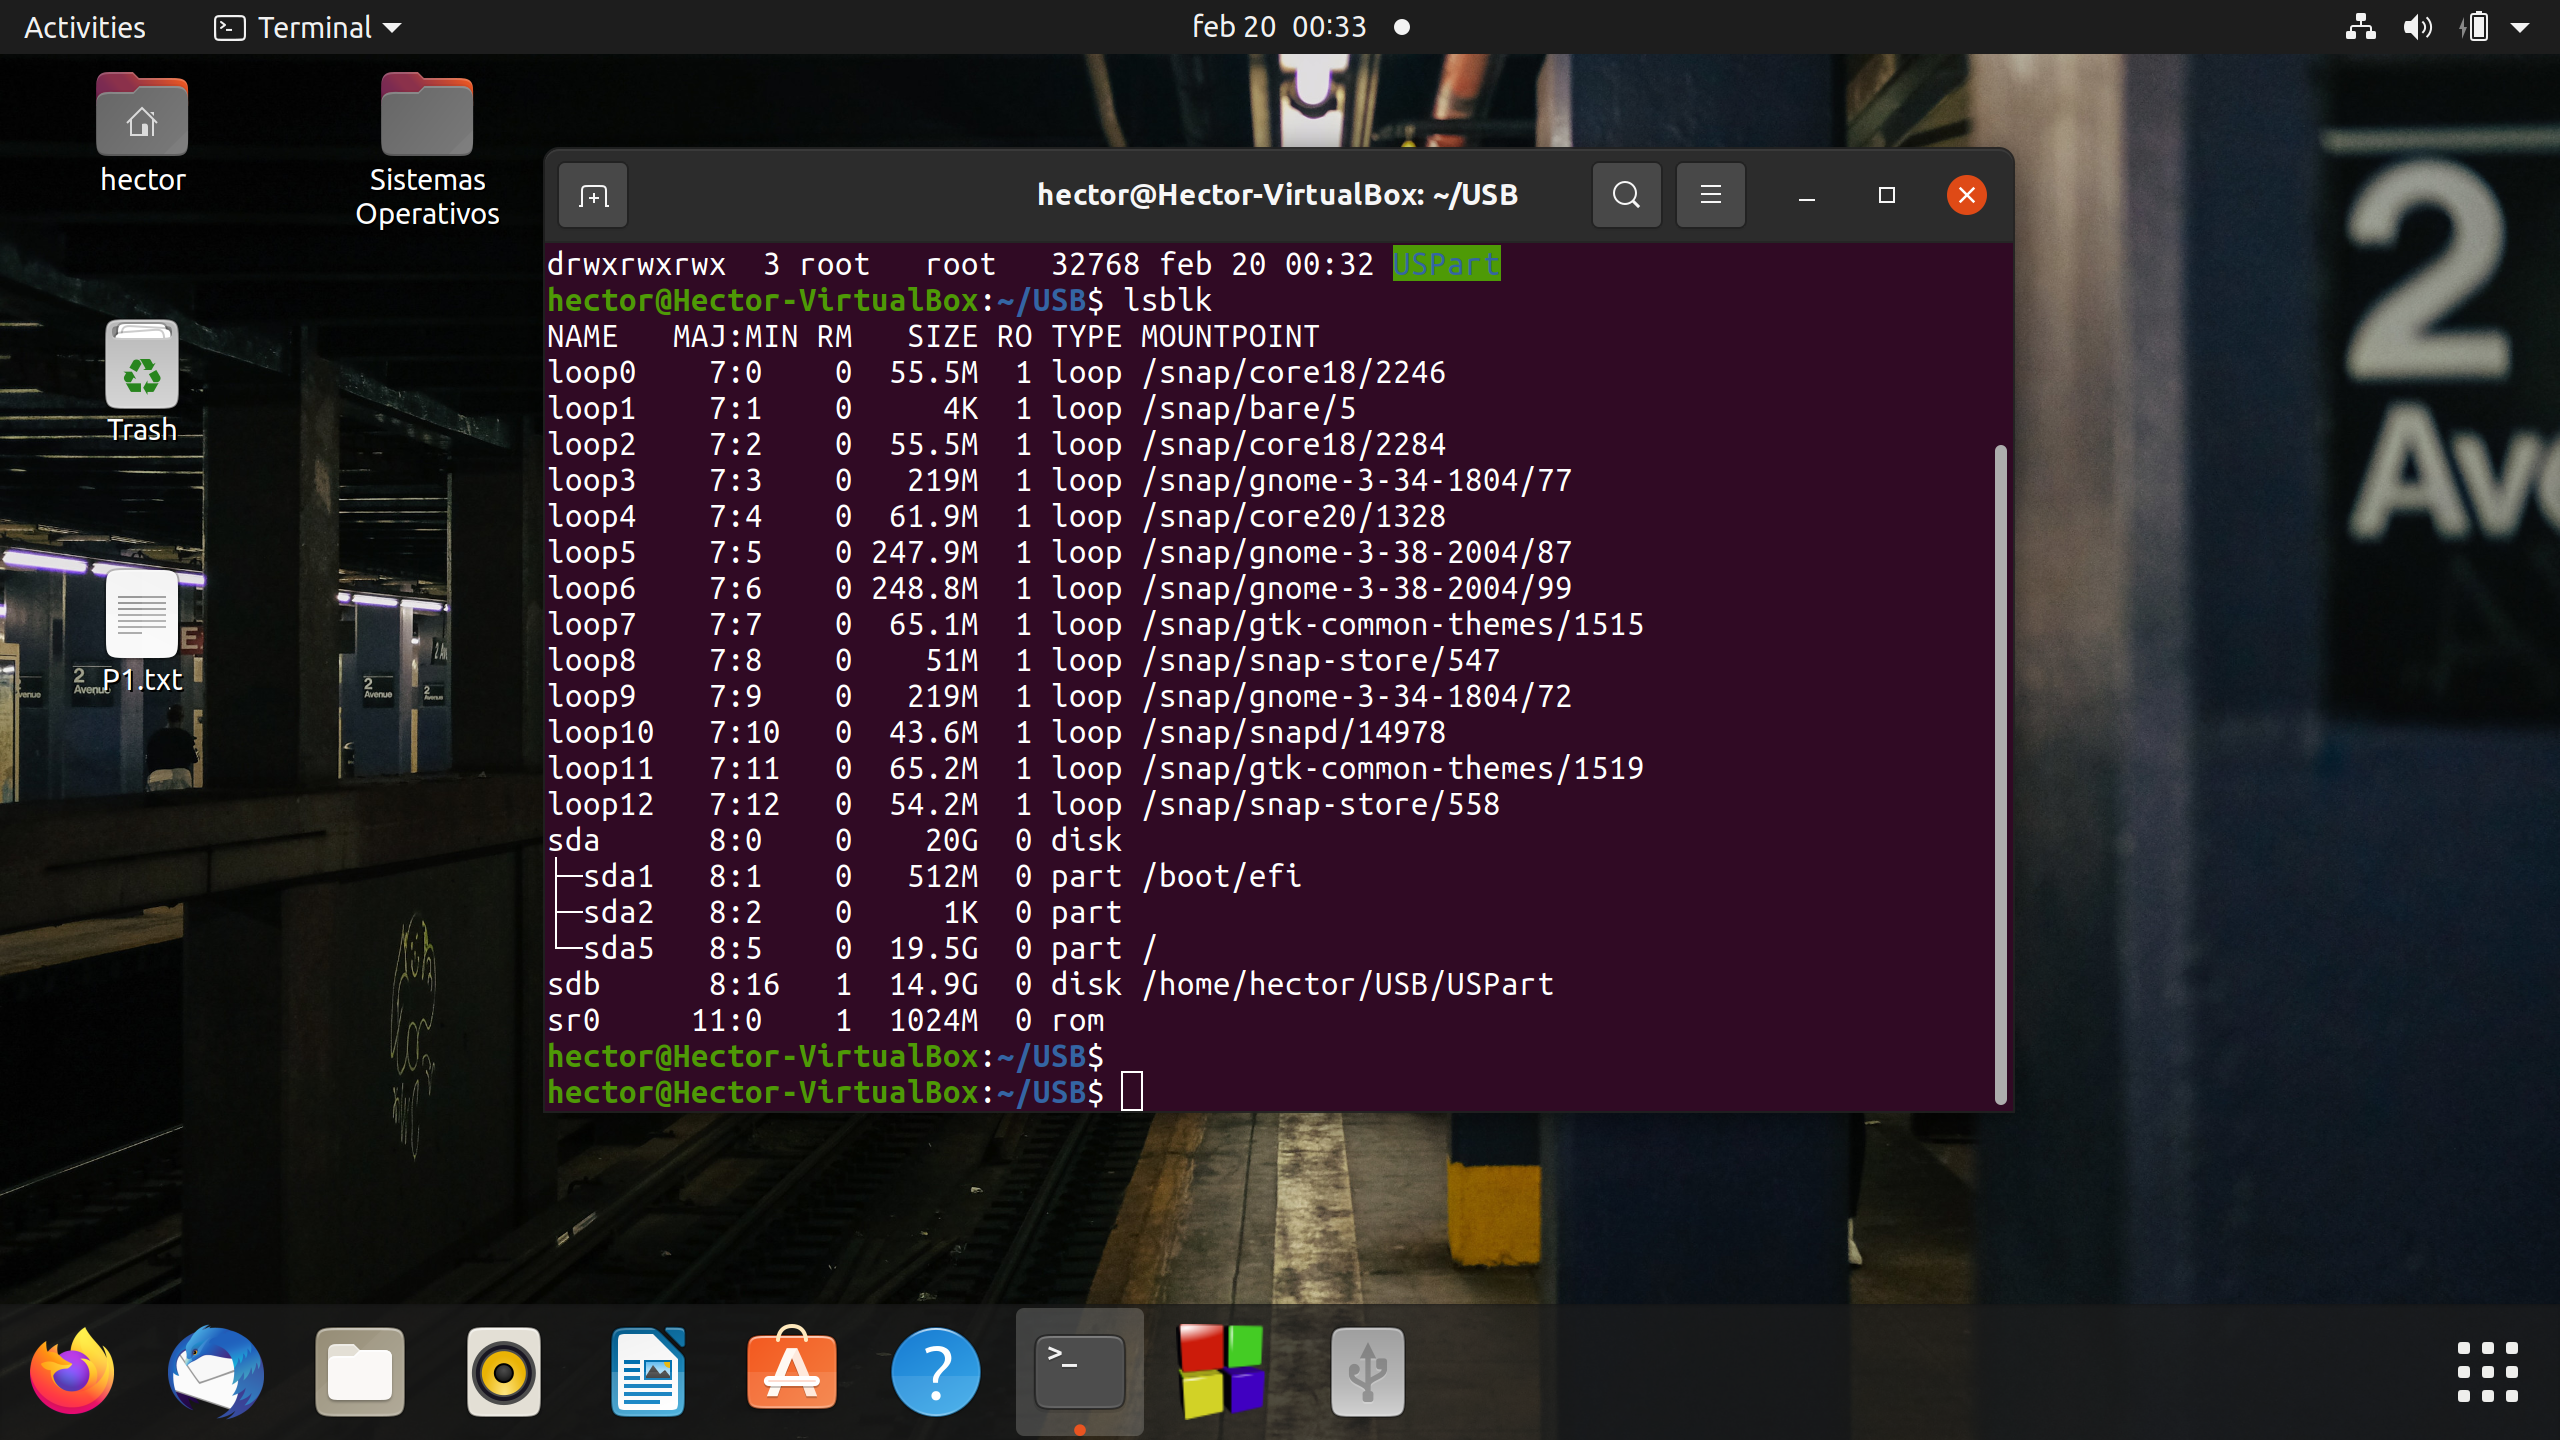 Activities
Terminal
feb 20 00:33
hector
Sistemas
Operativos
Trash
P1.txt
hector@Hector-VirtualBox: ~/USB
drwxrwxrwx  3 root   root   32768 feb 20 00:32 USPart
hector@Hector-VirtualBox:~/USB$ lsblk
NAME   MAJ:MIN RM   SIZE RO TYPE MOUNTPOINT
loop0    7:0    0  55.5M  1 loop /snap/core18/2246
loop1    7:1    0     4K  1 loop /snap/bare/5
loop2    7:2    0  55.5M  1 loop /snap/core18/2284
loop3    7:3    0   219M  1 loop /snap/gnome-3-34-1804/77
loop4    7:4    0  61.9M  1 loop /snap/core20/1328
loop5    7:5    0 247.9M  1 loop /snap/gnome-3-38-2004/87
loop6    7:6    0 248.8M  1 loop /snap/gnome-3-38-2004/99
loop7    7:7    0  65.1M  1 loop /snap/gtk-common-themes/1515
loop8    7:8    0    51M  1 loop /snap/snap-store/547
loop9    7:9    0   219M  1 loop /snap/gnome-3-34-1804/72
loop10   7:10   0  43.6M  1 loop /snap/snapd/14978
loop11   7:11   0  65.2M  1 loop /snap/gtk-common-themes/1519
loop12   7:12   0  54.2M  1 loop /snap/snap-store/558
sda      8:0    0    20G  0 disk
├─sda1   8:1    0   512M  0 part /boot/efi
├─sda2   8:2    0     1K  0 part
└─sda5   8:5    0  19.5G  0 part /
sdb      8:16   1  14.9G  0 disk /home/hector/USB/USPart
sr0     11:0    1  1024M  0 rom
hector@Hector-VirtualBox:~/USB$
hector@Hector-VirtualBox:~/USB$
2
Ave
2
Avenue
2
Avenue
2
Avenue